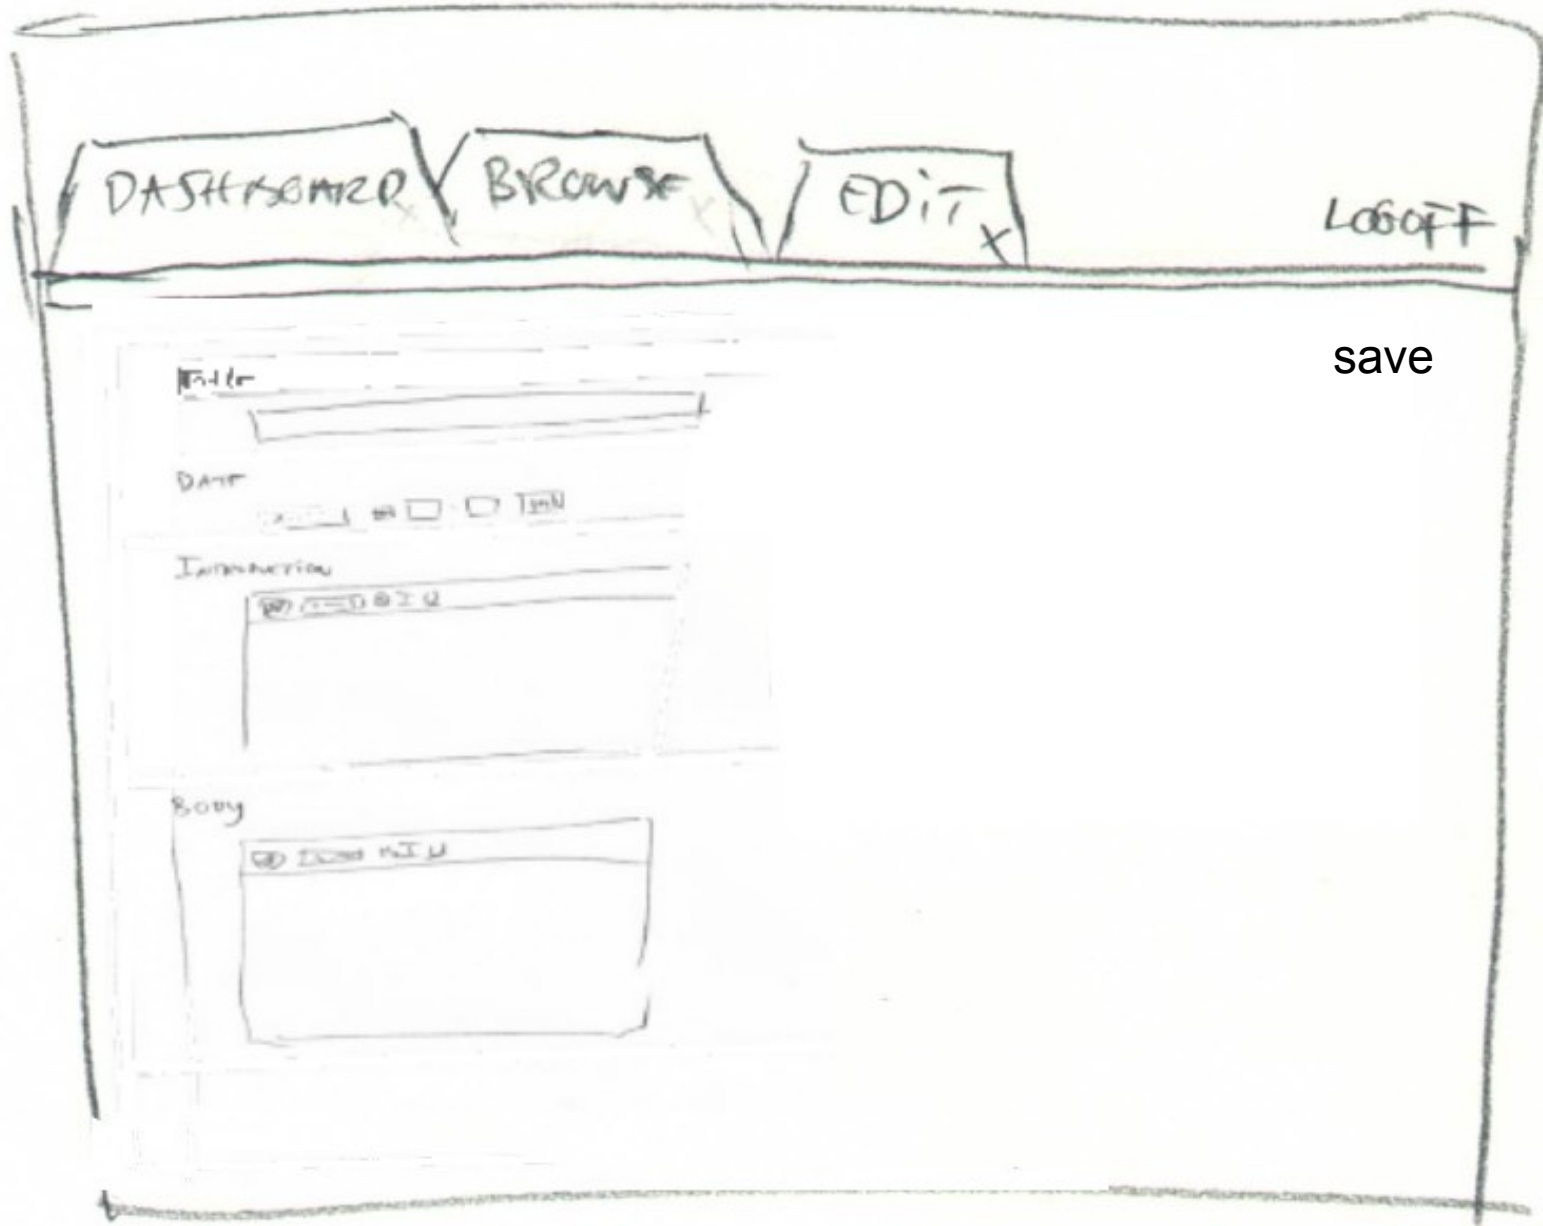 DASHBOARD BROWSE EDiT X LOGOFF
save
Title
DATE
INTRODUCTION
I U
BODY
I U